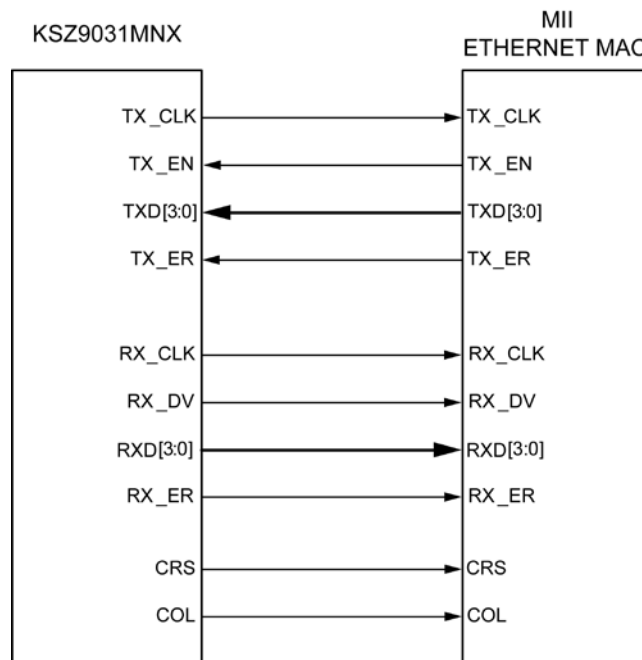 KSZ9031MNX
MII
ETHERNET MAC
TX_CLK TX_CLK
TX_EN TX_EN
TXD[3:0] TXD[3:0]
TX_ER TX_ER
RX_CLK RX_CLK
RX_DV RX_DV
RXD[3:0] RXD[3:0]
RX_ER RX_ER
CRS CRS
COL COL